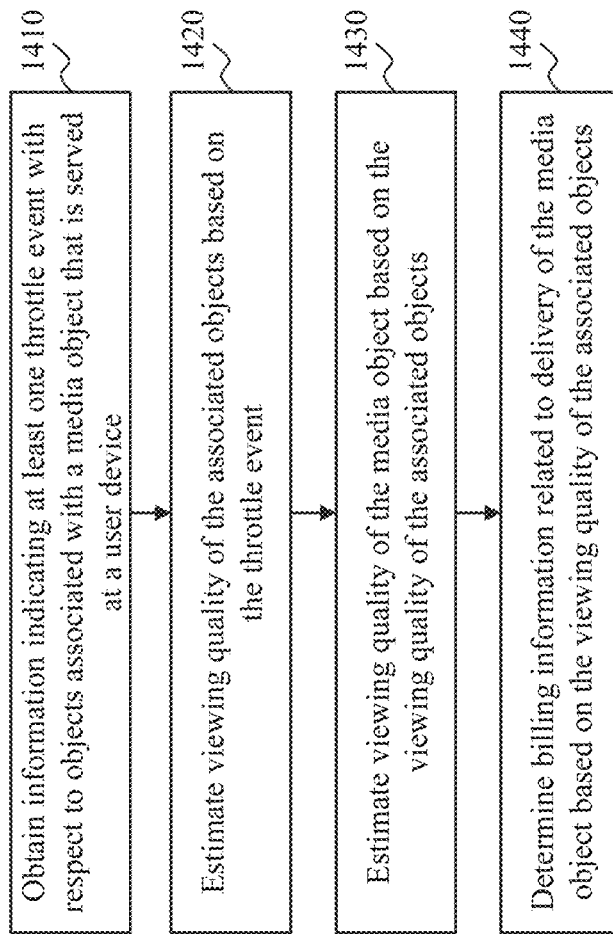 Obtain information indicating at least one throttle event with
respect to objects associated with a media object that is served
at a user device
1410
Estimate viewing quality of the associated objects based on
the throttle event
1420
Estimate viewing quality of the media object based on the
viewing quality of the associated objects
1430
Determine billing information related to delivery of the media
object based on the viewing quality of the associated objects
1440